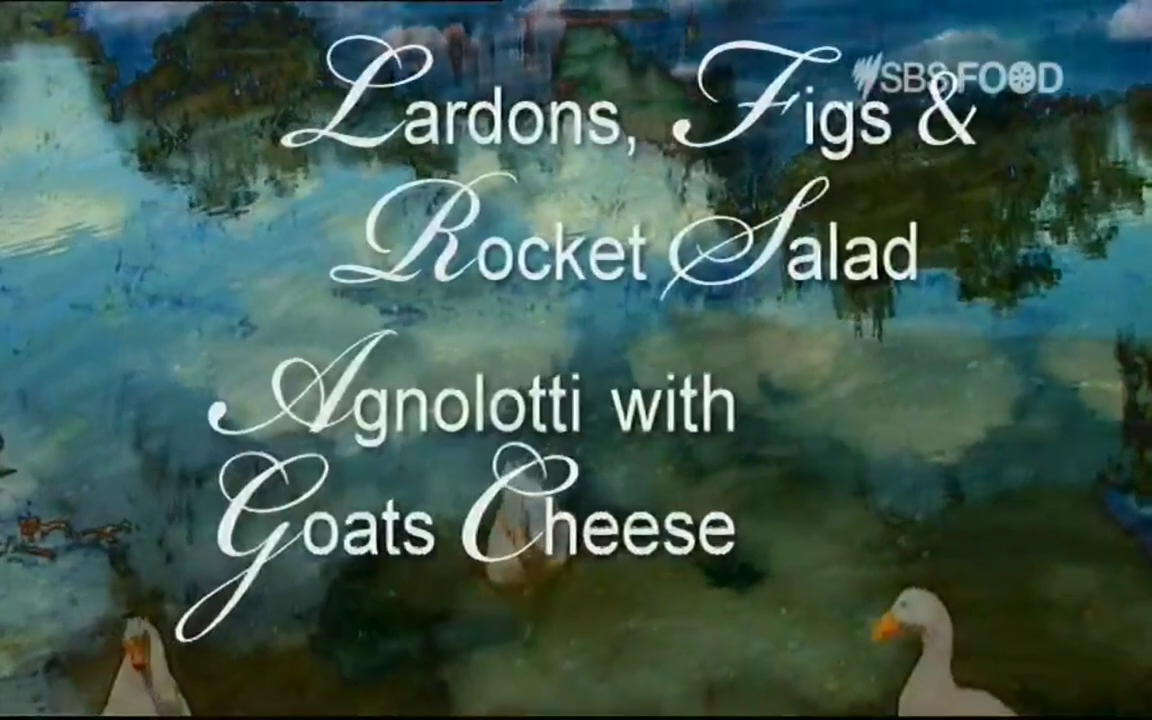 SBS FOOD
Lardons, Figs &
Rocket Salad
Agnolotti with
Goats Cheese